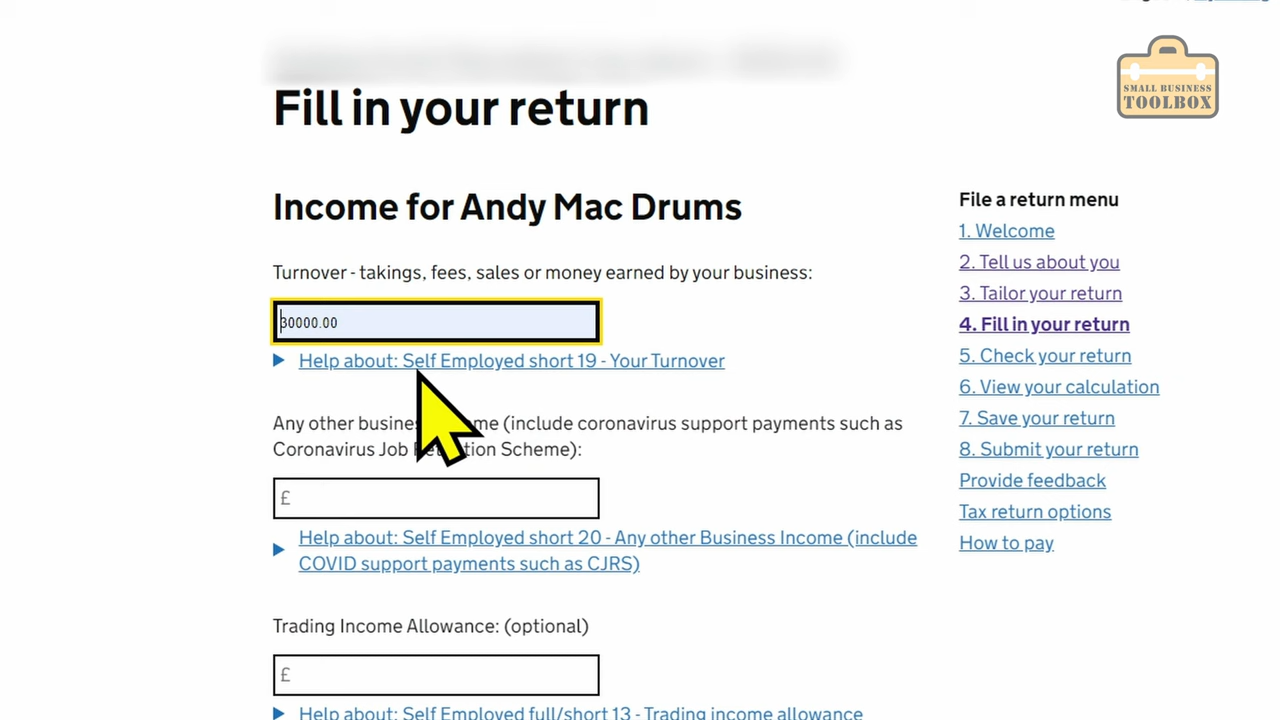 SMALL BUSINESS
TOOLBOX
Fill in your return
Income for Andy Mac Drums
Turnover - takings, fees, sales or money earned by your business:
30000.00
Help about: Self Employed short 19 - Your Turnover
Any other busines me (include coronavirus support payments such as
Coronavirus Job Re tion Scheme):
£
Help about: Self Employed short 20 - Any other Business Income (include
COVID support payments such as CJRS)
Trading Income Allowance: (optional)
£
Help about: Self Employed full/short 13 - Trading income allowance
File a return menu
1. Welcome
2. Tell us about you
3. Tailor your return
4. Fill in your return
5. Check your return
6. View your calculation
7. Save your return
8. Submit your return
Provide feedback
Tax return options
How to pay